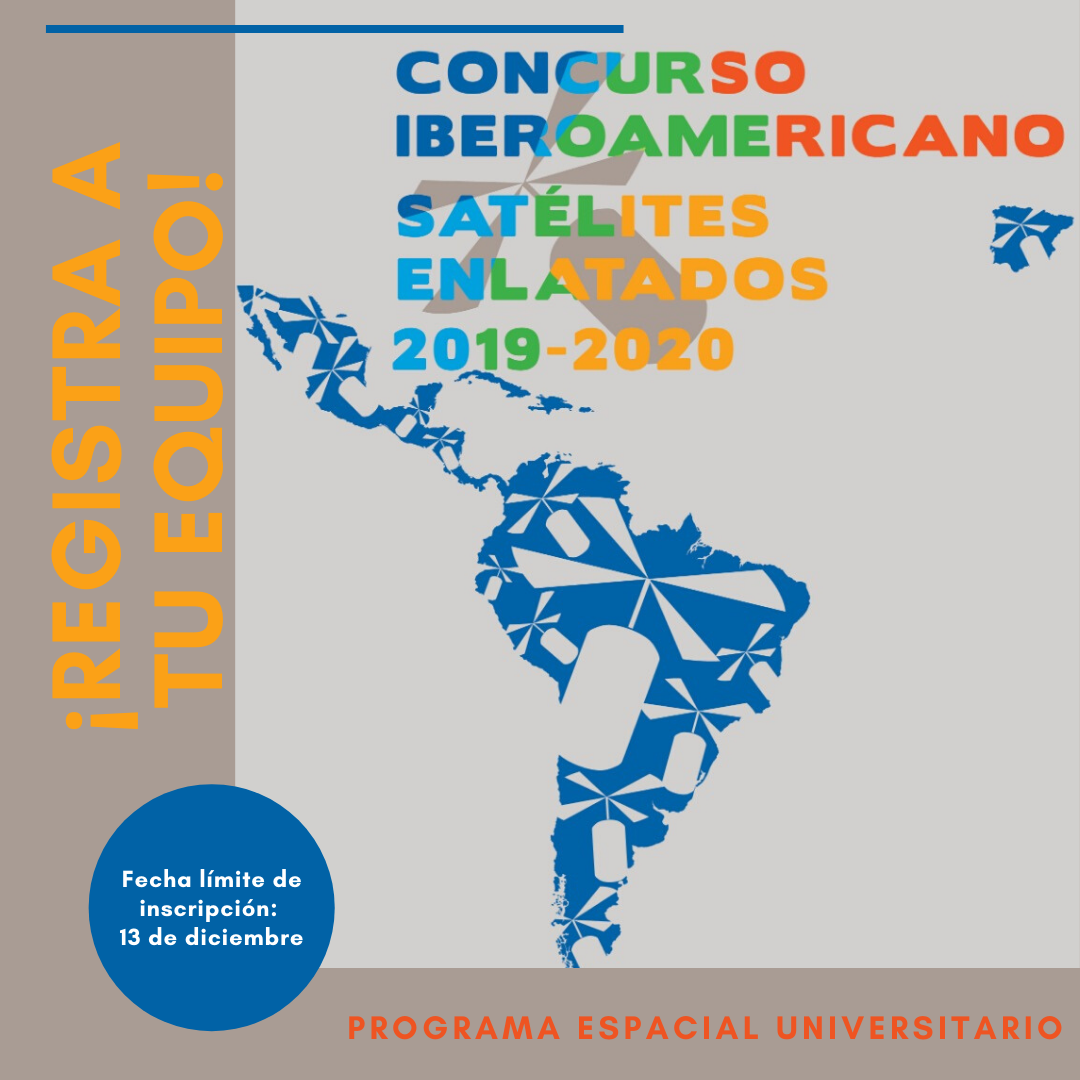 CONCURSO
IBEROAMERICANO
SATÉLITES
ENLATADOS
2019-2020
¡REGISTRA A
TU EQUIPO!
Fecha límite de
inscripción:
13 de diciembre
PROGRAMA ESPACIAL UNIVERSITARIO